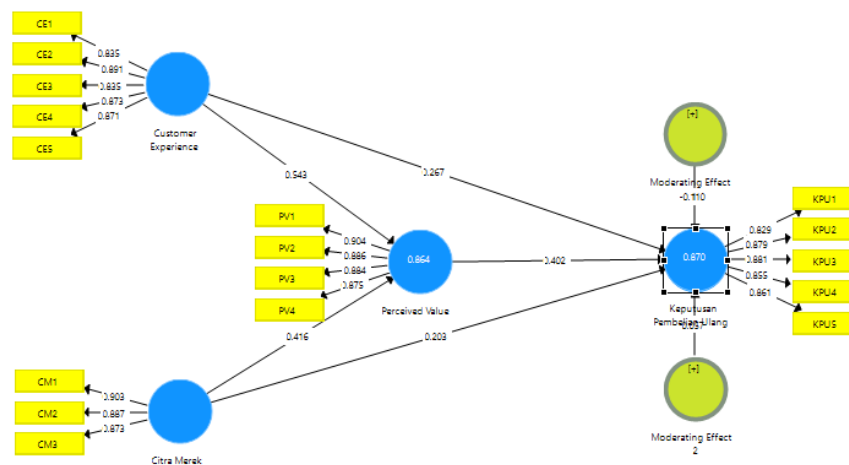 CE1
CE2
CE3
CE4
CE5
0.835
0.891
0.835
0.873
0.871
Customer
Experience
0.543
0.267
[+]
Moderating Effect
-0.110
PV1
PV2
PV3
PV4
0.904
0.886
0.884
0.875
0.864
Perceived Value
0.402
0.870
Keputusan
Pembelian Ulang
KPU1
KPU2
KPU3
KPU4
KPU5
0.829
0.879
0.881
0.855
0.861
0.416
0.203
CM1
CM2
CM3
0.903
0.887
0.873
Citra Merek
[+]
Moderating Effect
2